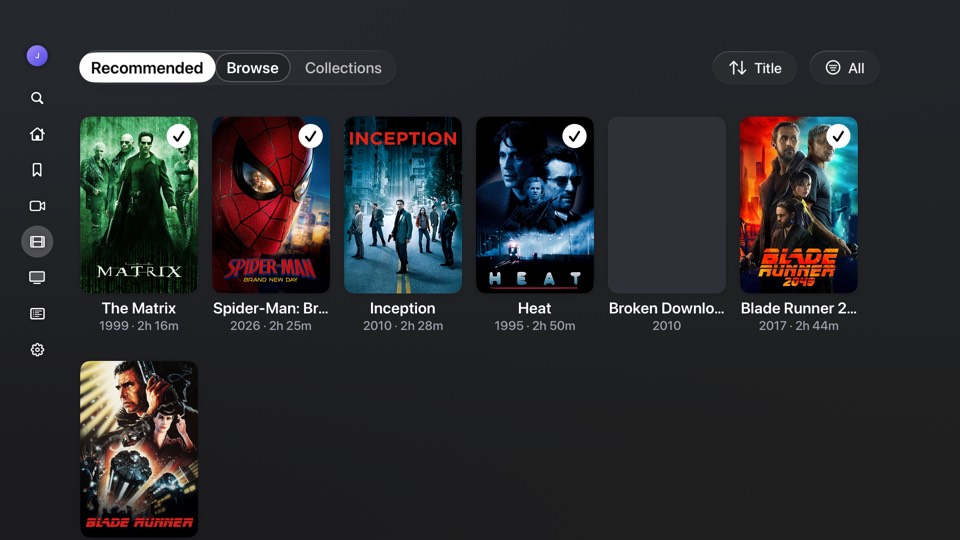 J
Recommended
Browse
Collections
Title
All
MATRIX
SPIDER-MAN
BRAND NEW DAY
INCEPTION
HEAT
BLADE
RUNNER
2049
The Matrix
Spider-Man: Br...
Inception
Heat
Broken Downlo...
Blade Runner 2...
1999 · 2h 16m
2026 · 2h 25m
2010 · 2h 28m
1995 · 2h 50m
2010
2017 · 2h 44m
BLADE RUNNER